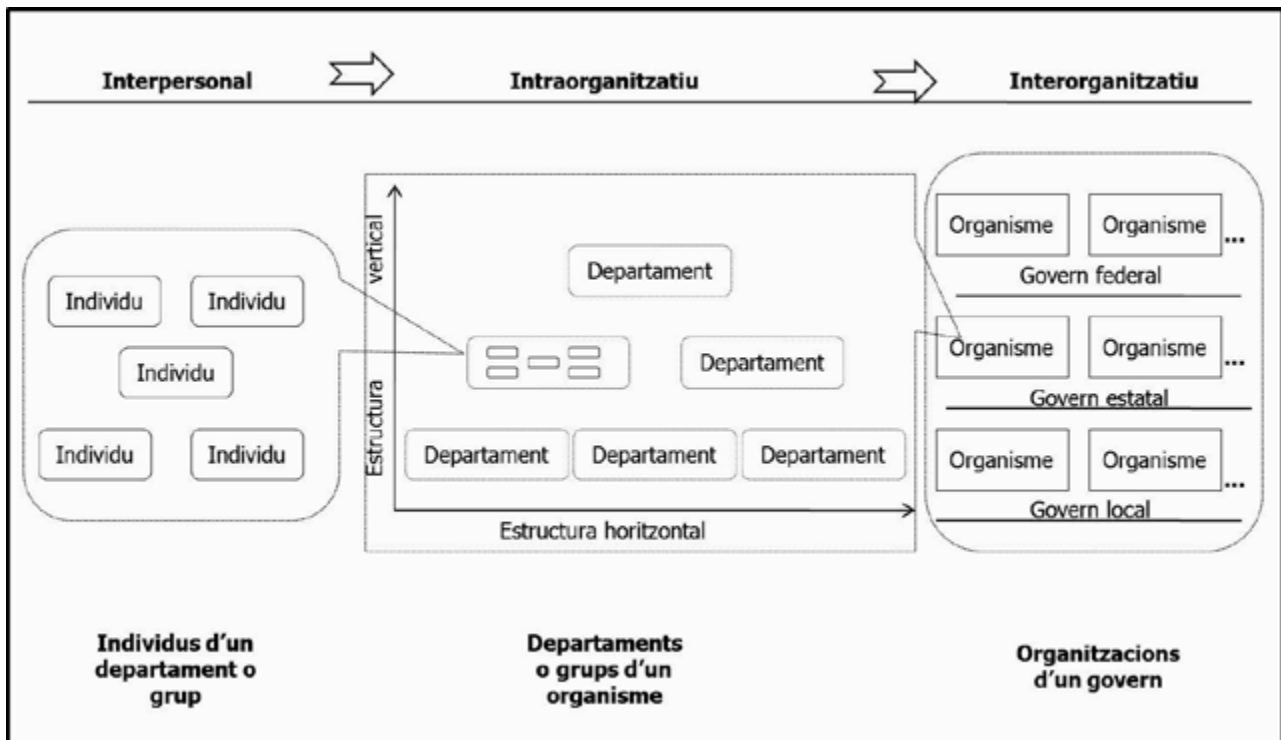 Interpersonal
Intraorganitzatiu
Interorganitzatiu
Individu Individu
Individu
Individu Individu
Estructura vertical
Departament
Departament
Departament Departament Departament
Estructura horitzontal
Organisme Organisme ...
Govern federal
Organisme Organisme ...
Govern estatal
Organisme Organisme ...
Govern local
Individus d'un
departament o
grup
Departaments
o grups d'un
organisme
Organitzacions
d'un govern